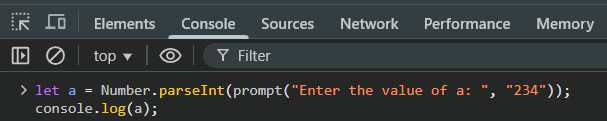 Elements Console Sources Network Performance Memory
top ▼ Filter
> let a = Number.parseInt(prompt("Enter the value of a: ", "234"));
console.log(a);